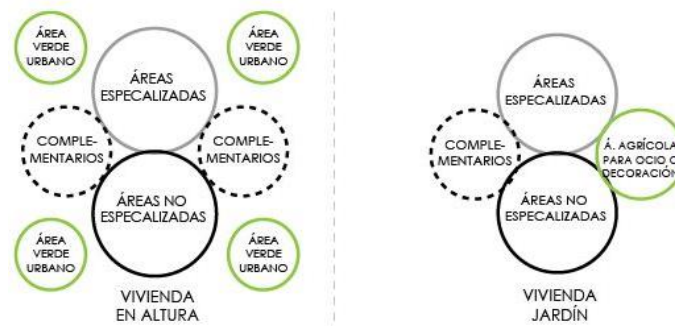 ÁREA
VERDE
URBANO
ÁREAS
ESPECALIZADAS
ÁREA
VERDE
URBANO
COMPLE-
MENTARIOS
COMPLE-
MENTARIOS
ÁREAS NO
ESPECALIZADAS
ÁREA
VERDE
URBANO
ÁREA
VERDE
URBANO
VIVIENDA
EN ALTURA
ÁREAS
ESPECALIZADAS
COMPLE-
MENTARIOS
Á. AGRÍCOLA
PARA OCIO O
DECORACIÓN
ÁREAS NO
ESPECALIZADAS
VIVIENDA
JARDÍN